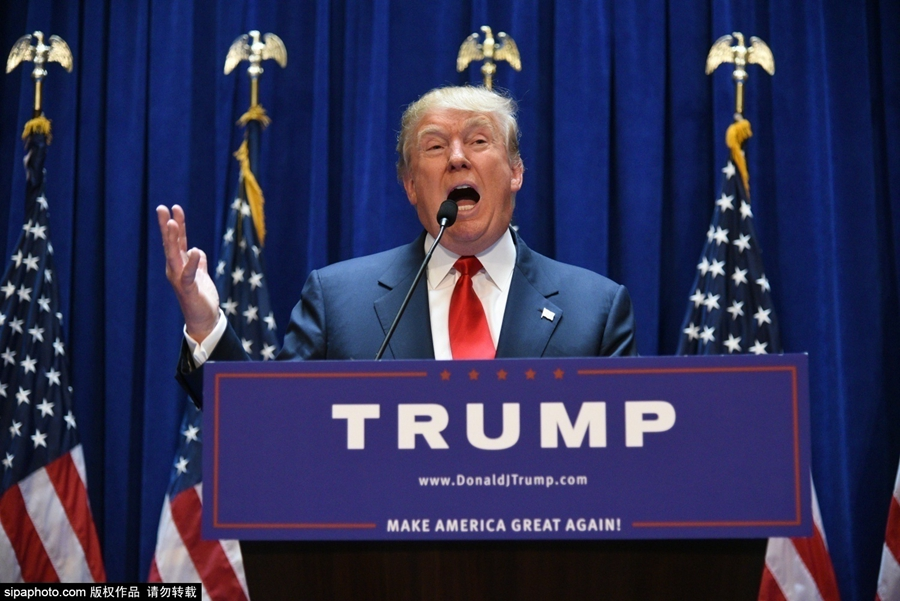 TRUMP
www.DonaldJTrump.com
MAKE AMERICA GREAT AGAIN!
sipaphoto.com 版权作品 请勿转载